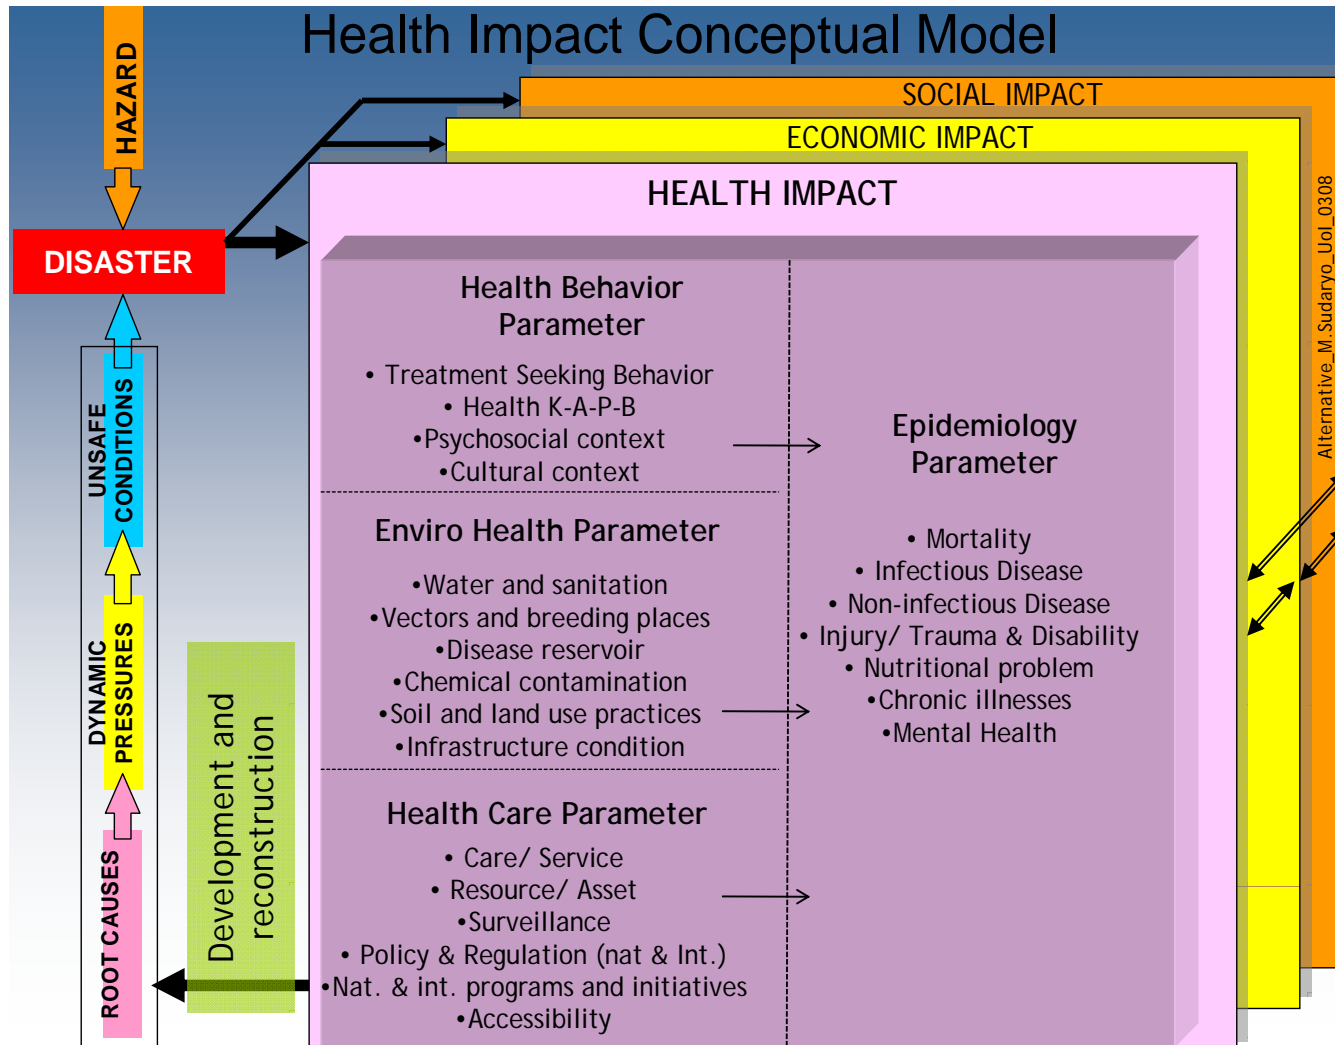 Health Impact Conceptual Model
HAZARD
DISASTER
UNSAFE
CONDITIONS
DYNAMIC
PRESSURES
ROOT CAUSES
Development and
reconstruction
SOCIAL IMPACT
ECONOMIC IMPACT
HEALTH IMPACT
Health Behavior
Parameter
• Treatment Seeking Behavior
• Health K-A-P-B
•Psychosocial context
•Cultural context
Enviro Health Parameter
•Water and sanitation
•Vectors and breeding places
•Disease reservoir
•Chemical contamination
•Soil and land use practices
•Infrastructure condition
Health Care Parameter
• Care/ Service
• Resource/ Asset
•Surveillance
• Policy & Regulation (nat & Int.)
•Nat. & int. programs and initiatives
•Accessibility
Epidemiology
Parameter
• Mortality
• Infectious Disease
• Non-infectious Disease
• Injury/ Trauma & Disability
• Nutritional problem
•Chronic illnesses
•Mental Health
Alternative_M.Sudaryo_UoI_0308